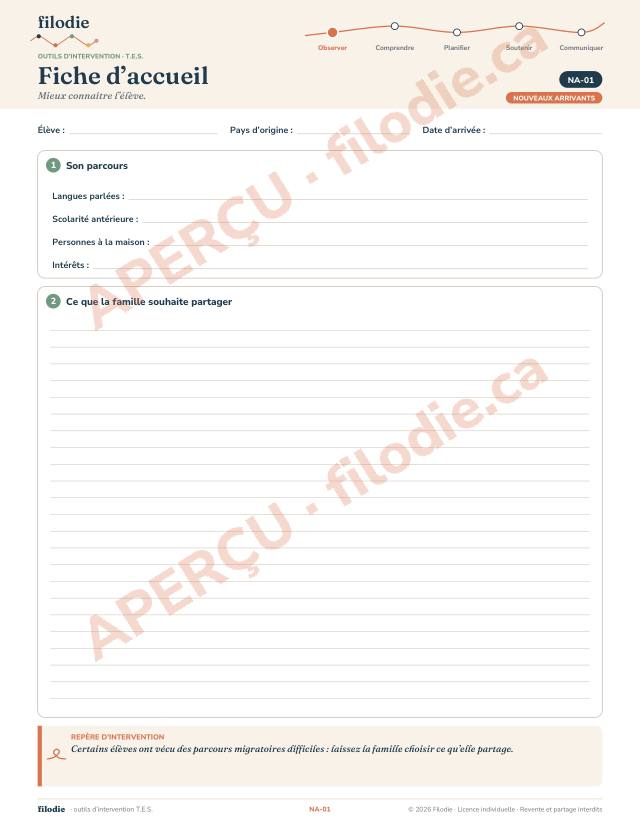 filodie
OUTILS D'INTERVENTION · T.E.S.
Observer Comprendre Planifier Soutenir Communiquer
Fiche d'accueil
Mieux connaitre l'élève.
NA-01
NOUVEAUX ARRIVANTS
Élève : Pays d'origine : Date d'arrivée :
1 Son parcours
Langues parlées :
Scolarité antérieure :
Personnes à la maison :
Intérêts :
2 Ce que la famille souhaite partager
APERÇU · filodie.ca
APERÇU · filodie.ca
REPÈRE D'INTERVENTION
Certains élèves ont vécu des parcours migratoires difficiles : laissez la famille choisir ce qu'elle partage.
filodie · outils d'intervention T.E.S. NA-01 © 2026 Filodie · Licence individuelle · Revente et partage interdits